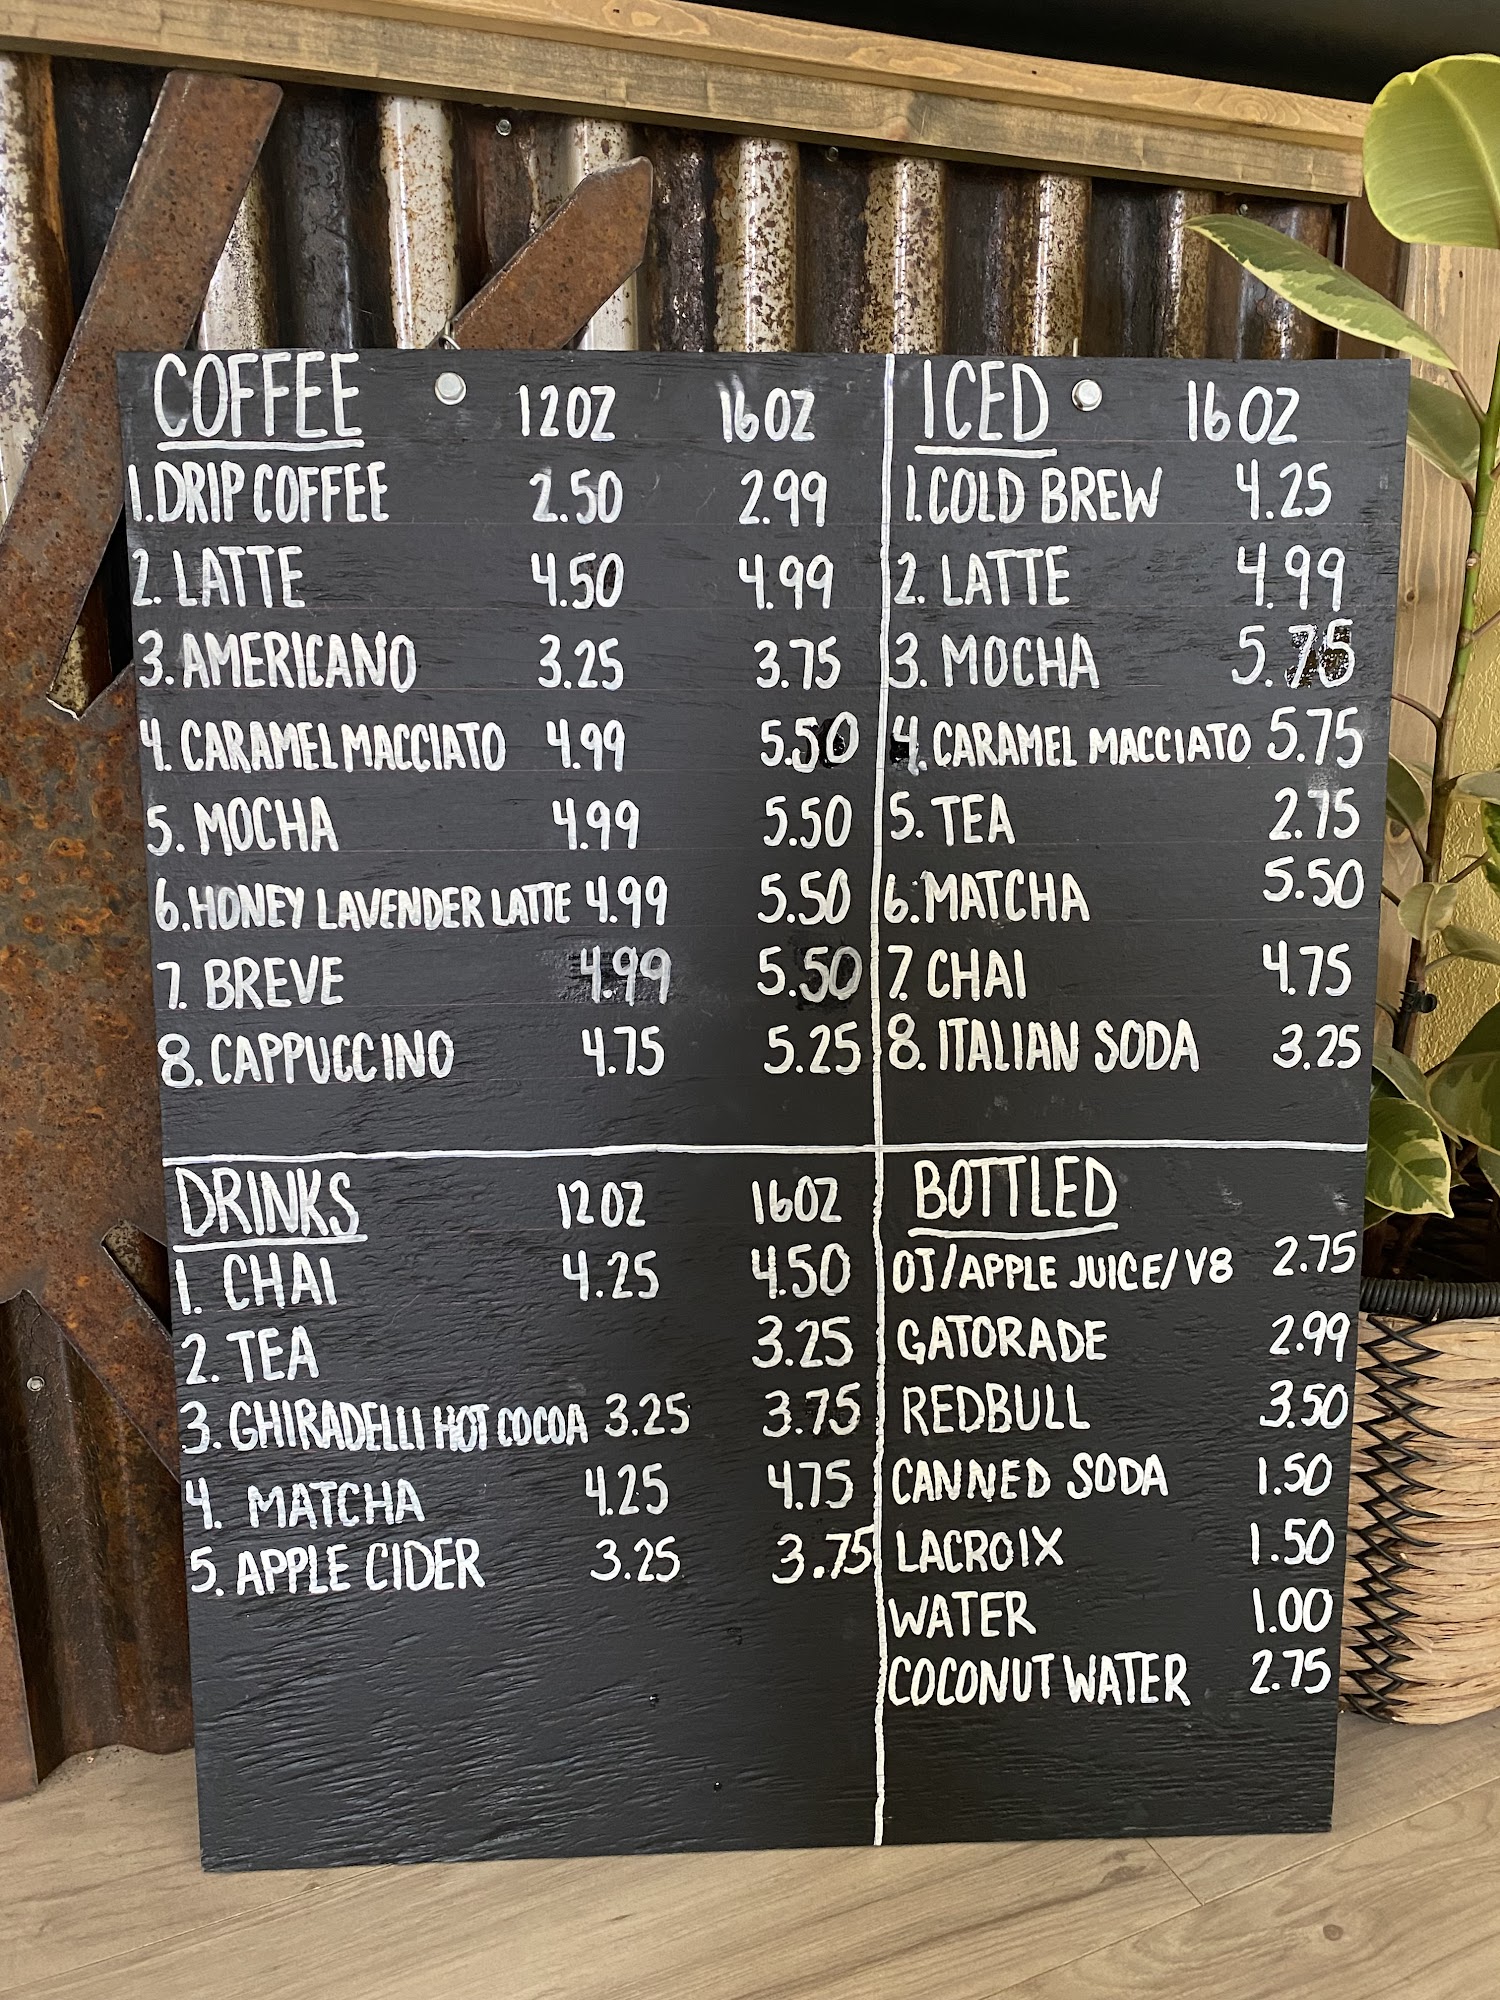 COFFEE 12OZ 16OZ
1. DRIP COFFEE 2.50 2.99
2. LATTE 4.50 4.99
3. AMERICANO 3.25 3.75
4. CARAMEL MACCIATO 4.99 5.50
5. MOCHA 4.99 5.50
6. HONEY LAVENDER LATTE 4.99 5.50
7. BREVE 4.99 5.50
8. CAPPUCCINO 4.75 5.25
ICED 16OZ
1. COLD BREW 4.25
2. LATTE 4.99
3. MOCHA 5.75
4. CARAMEL MACCIATO 5.75
5. TEA 2.75
6. MATCHA 5.50
7. CHAI 4.75
8. ITALIAN SODA 3.25
DRINKS 12OZ 16OZ
1. CHAI 4.25 4.50
2. TEA 3.25
3. GHIRADELLI HOT COCOA 3.25 3.75
4. MATCHA 4.25 4.75
5. APPLE CIDER 3.25 3.75
BOTTLED
OJ/APPLE JUICE/V8 2.75
GATORADE 2.99
REDBULL 3.50
CANNED SODA 1.50
LACROIX 1.50
WATER 1.00
COCONUT WATER 2.75